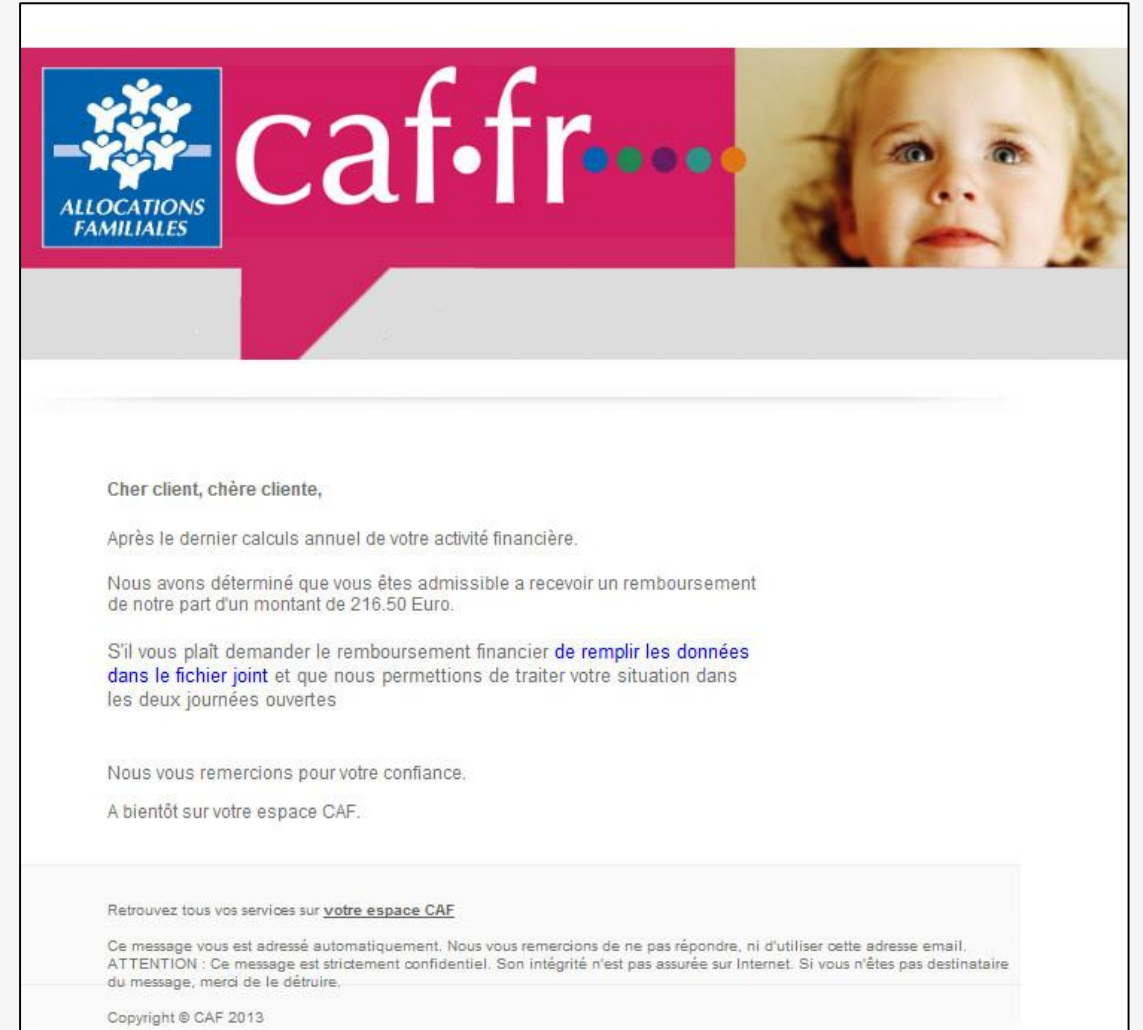 caf.fr
ALLOCATIONS
FAMILIALES
Cher client, chère cliente,
Après le dernier calculs annuel de votre activité financière.
Nous avons déterminé que vous êtes admissible a recevoir un remboursement
de notre part d'un montant de 216.50 Euro.
S'il vous plaît demander le remboursement financier de remplir les données
dans le fichier joint et que nous permettions de traiter votre situation dans
les deux journées ouvertes
Nous vous remercions pour votre confiance.
A bientôt sur votre espace CAF.
Retrouvez tous vos services sur votre espace CAF
Ce message vous est adressé automatiquement. Nous vous remercions de ne pas répondre, ni d'utiliser cette adresse email.
ATTENTION : Ce message est strictement confidentiel. Son intégrité n'est pas assurée sur Internet. Si vous n'êtes pas destinataire
du message, merci de le détruire.
Copyright © CAF 2013